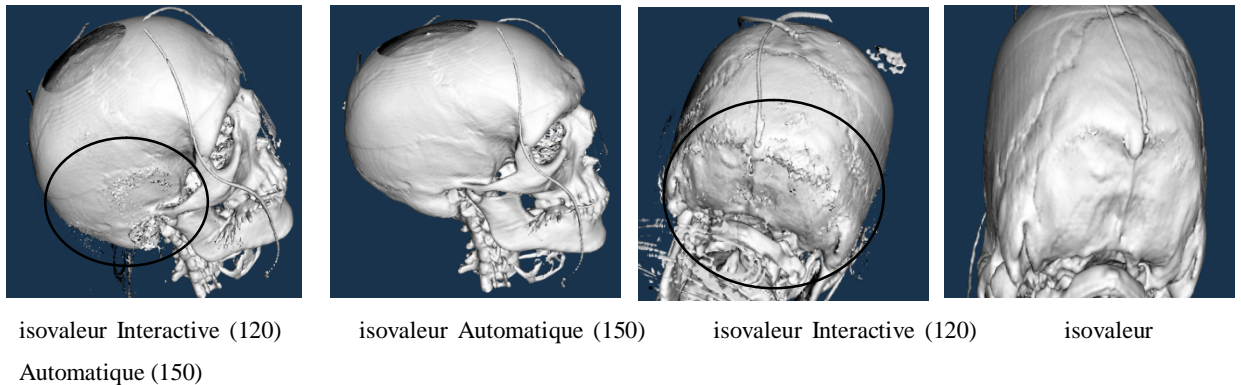 isovaleur Interactive (120) isovaleur Automatique (150) isovaleur Interactive (120) isovaleur
Automatique (150)